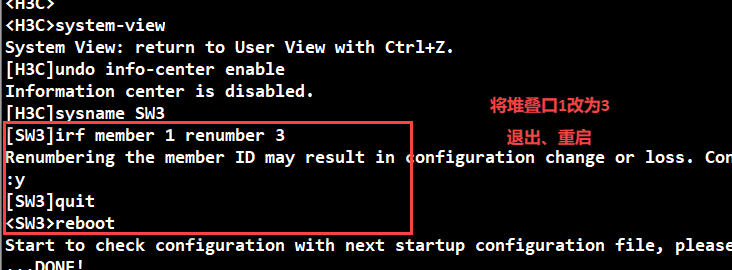 <H3C>
<H3C>system-view
System View: return to User View with Ctrl+Z.
[H3C]undo info-center enable
Information center is disabled.
[H3C]sysname SW3
将堆叠口1改为3
[SW3]irf member 1 renumber 3
退出、重启
Renumbering the member ID may result in configuration change or loss. Con
:y
[SW3]quit
<SW3>reboot
Start to check configuration with next startup configuration file, please
...DONE!